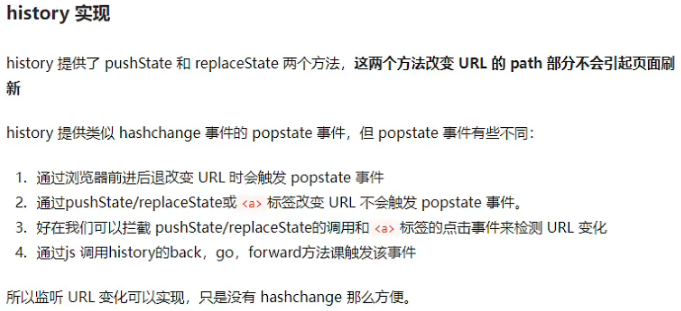 history 实现
history 提供了 pushState 和 replaceState 两个方法，这两个方法改变 URL 的 path 部分不会引起页面刷
新
history 提供类似 hashchange 事件的 popstate 事件，但 popstate 事件有些不同：
1. 通过浏览器前进后退改变 URL 时会触发 popstate 事件
2. 通过pushState/replaceState或 <a> 标签改变 URL 不会触发 popstate 事件。
3. 好在我们可以拦截 pushState/replaceState的调用和 <a> 标签的点击事件来检测 URL 变化
4. 通过js 调用history的back，go，forward方法课触发该事件
所以监听 URL 变化可以实现，只是没有 hashchange 那么方便。